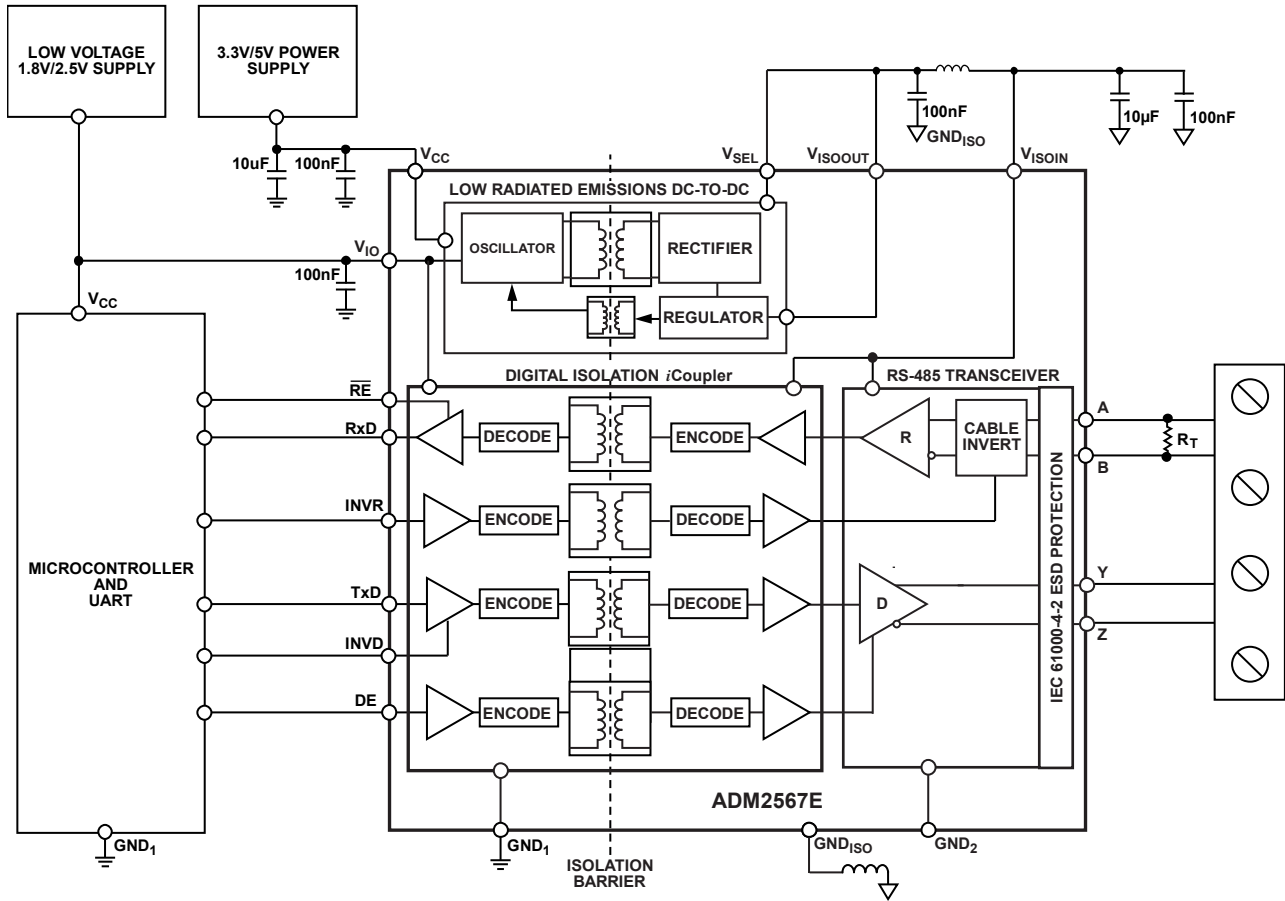 LOW VOLTAGE
1.8V/2.5V SUPPLY
3.3V/5V POWER
SUPPLY
100nF
GNDISO
10µF
100nF
10uF
100nF
VCC
VSEL
VISOOUT
VISOIN
LOW RADIATED EMISSIONS DC-TO-DC
OSCILLATOR
RECTIFIER
VIO
100nF
VCC
REGULATOR
DIGITAL ISOLATION iCoupler
RS-485 TRANSCEIVER
RE
A
RxD
DECODE
ENCODE
R
CABLE
INVERT
RT
B
INVR
ENCODE
DECODE
MICROCONTROLLER
AND
UART
IEC 61000-4-2 ESD PROTECTION
TxD
ENCODE
DECODE
D
Y
INVD
Z
DE
ENCODE
DECODE
ADM2567E
GND1
GND1
ISOLATION
BARRIER
GNDISO
GND2